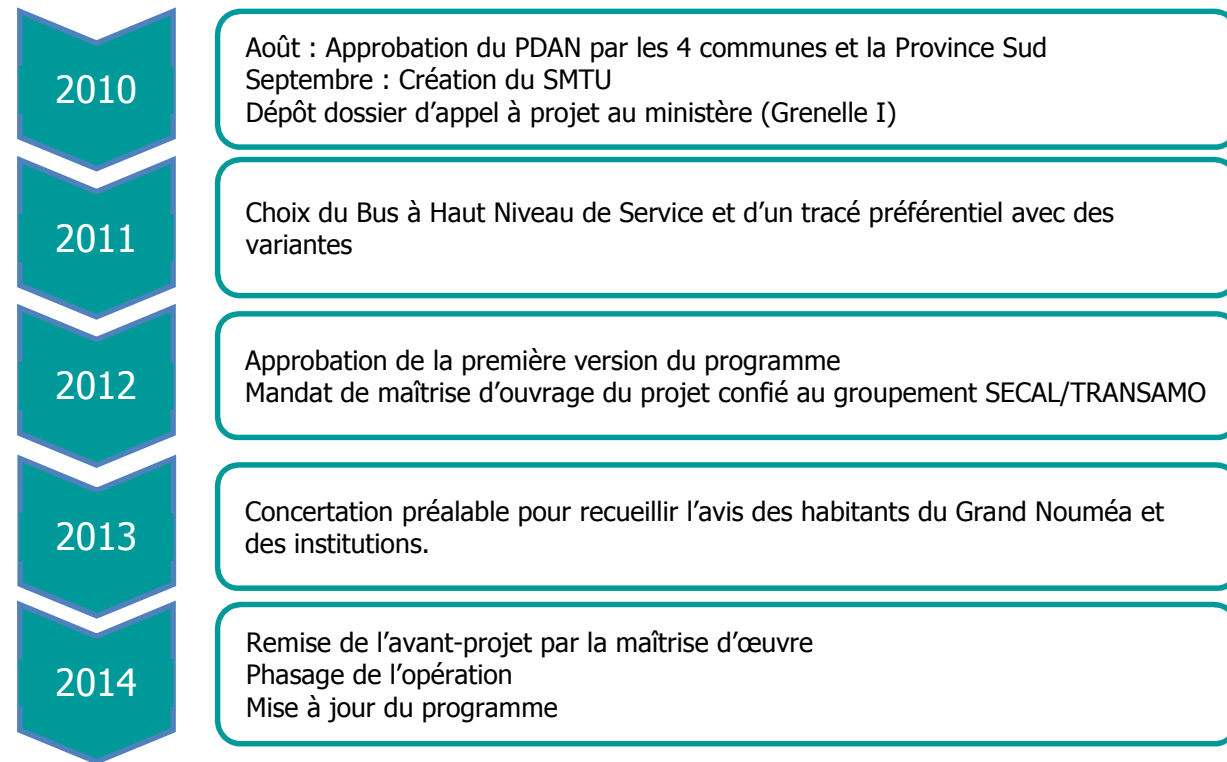 2010
Août : Approbation du PDAN par les 4 communes et la Province Sud
Septembre : Création du SMTU
Dépôt dossier d’appel à projet au ministère (Grenelle I)
2011
Choix du Bus à Haut Niveau de Service et d’un tracé préférentiel avec des
variantes
2012
Approbation de la première version du programme
Mandat de maîtrise d’ouvrage du projet confié au groupement SECAL/TRANSAMO
2013
Concertation préalable pour recueillir l’avis des habitants du Grand Nouméa et
des institutions.
2014
Remise de l’avant-projet par la maîtrise d’œuvre
Phasage de l’opération
Mise à jour du programme